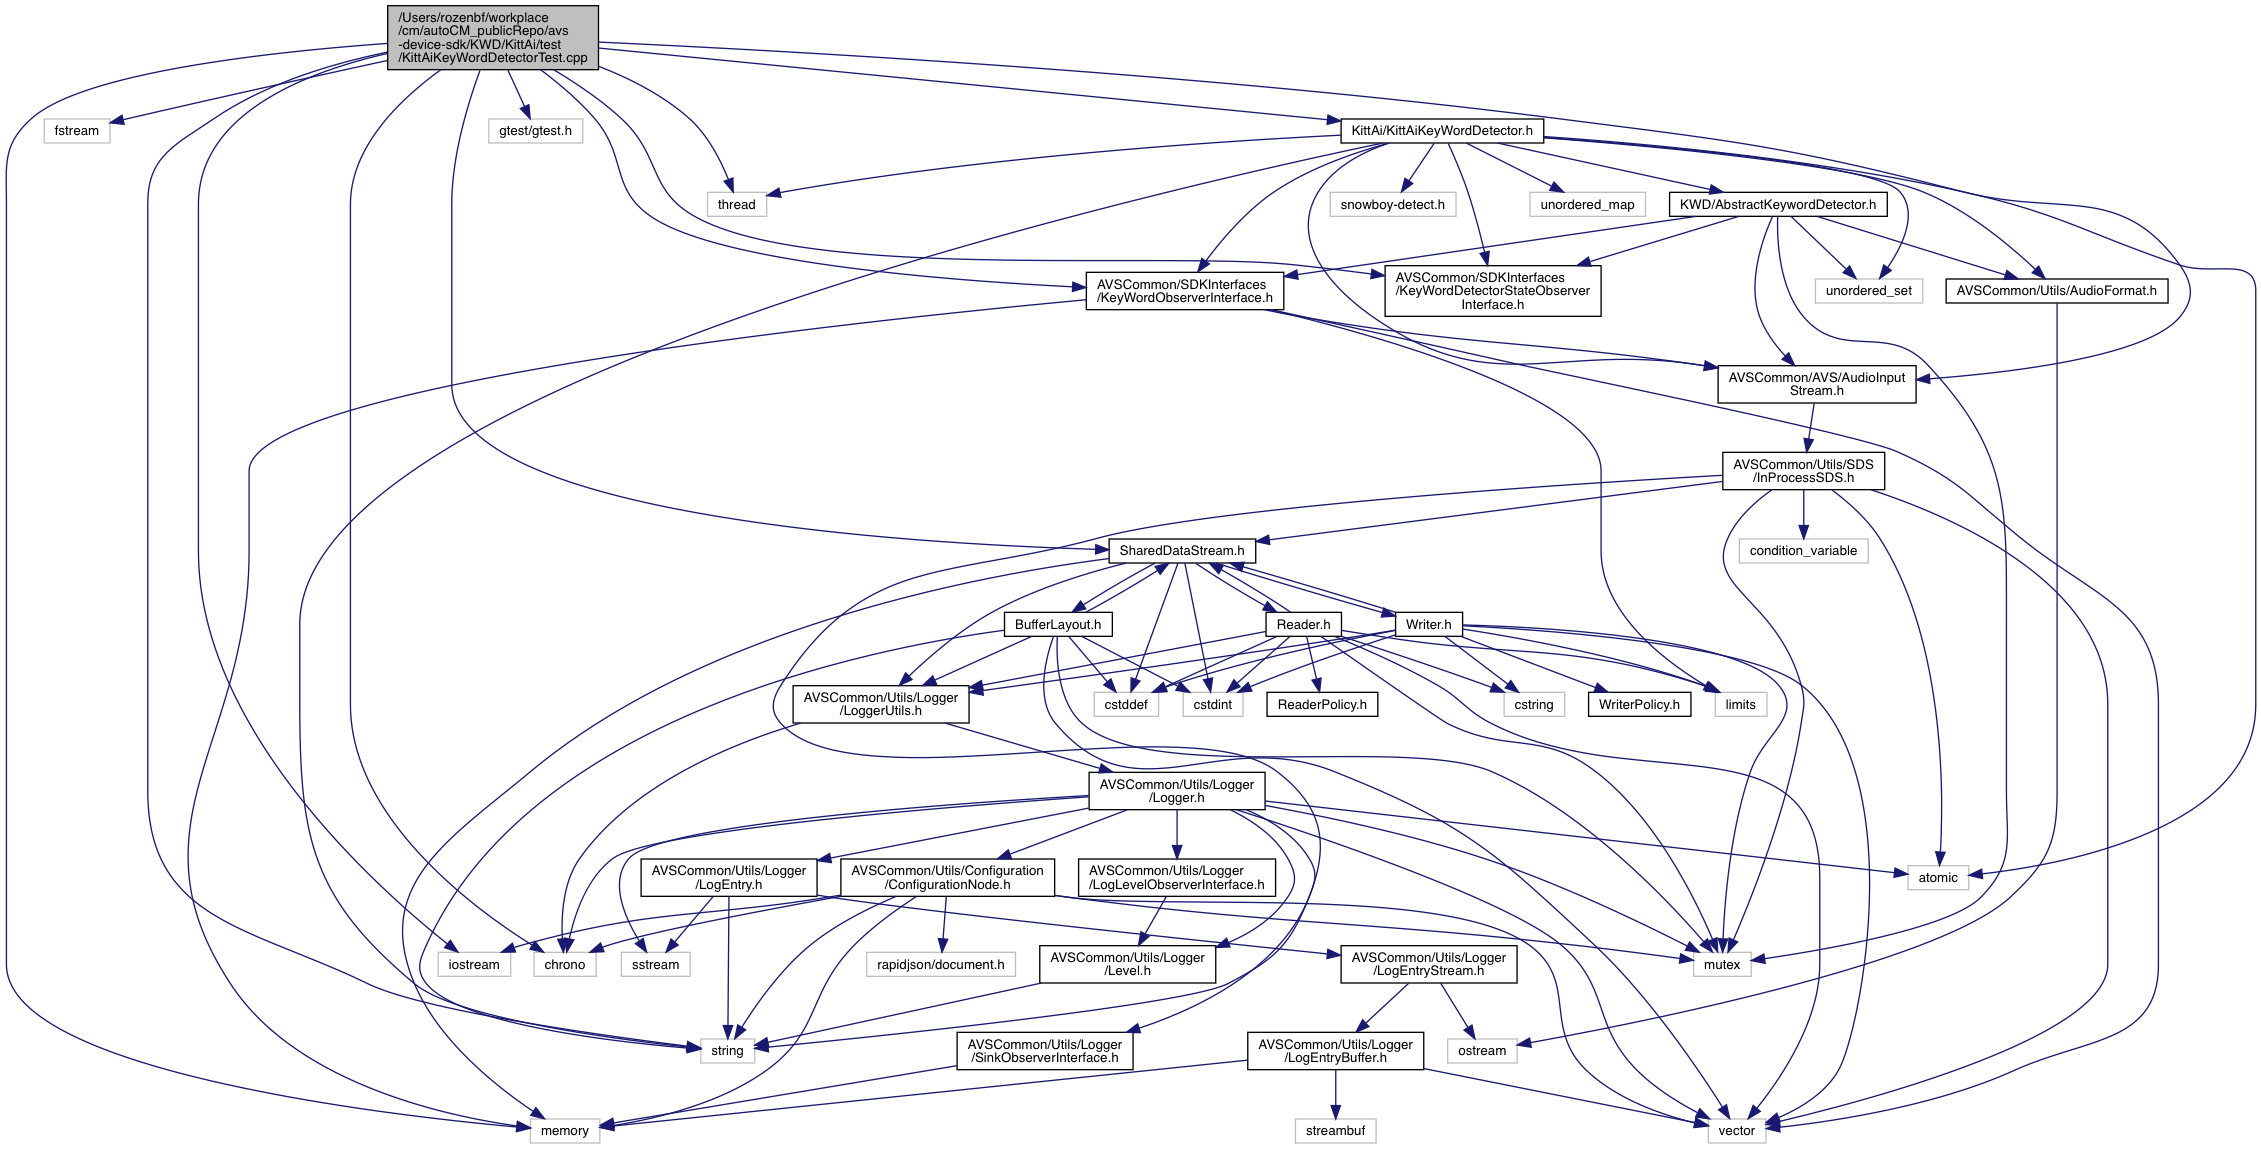 /Users/rozenbf/workplace
/cm/autoCM_publicRepo/avs
-device-sdk/KWD/KittAi/test
/KittAiKeyWordDetectorTest.cpp
fstream
gtest/gtest.h
KittAi/KittAiKeyWordDetector.h
thread
snowboy-detect.h
unordered_map
KWD/AbstractKeywordDetector.h
AVSCommon/SDKInterfaces
/KeyWordObserverInterface.h
AVSCommon/SDKInterfaces
/KeyWordDetectorStateObserver
Interface.h
unordered_set
AVSCommon/Utils/AudioFormat.h
AVSCommon/AVS/AudioInput
Stream.h
AVSCommon/Utils/SDS
/InProcessSDS.h
SharedDataStream.h
condition_variable
BufferLayout.h
Reader.h
Writer.h
AVSCommon/Utils/Logger
/LoggerUtils.h
cstddef
cstdint
ReaderPolicy.h
cstring
WriterPolicy.h
limits
AVSCommon/Utils/Logger
/Logger.h
AVSCommon/Utils/Logger
/LogEntry.h
AVSCommon/Utils/Configuration
/ConfigurationNode.h
AVSCommon/Utils/Logger
/LogLevelObserverInterface.h
atomic
iostream
chrono
sstream
rapidjson/document.h
AVSCommon/Utils/Logger
/Level.h
AVSCommon/Utils/Logger
/LogEntryStream.h
mutex
string
AVSCommon/Utils/Logger
/SinkObserverInterface.h
AVSCommon/Utils/Logger
/LogEntryBuffer.h
ostream
memory
streambuf
vector